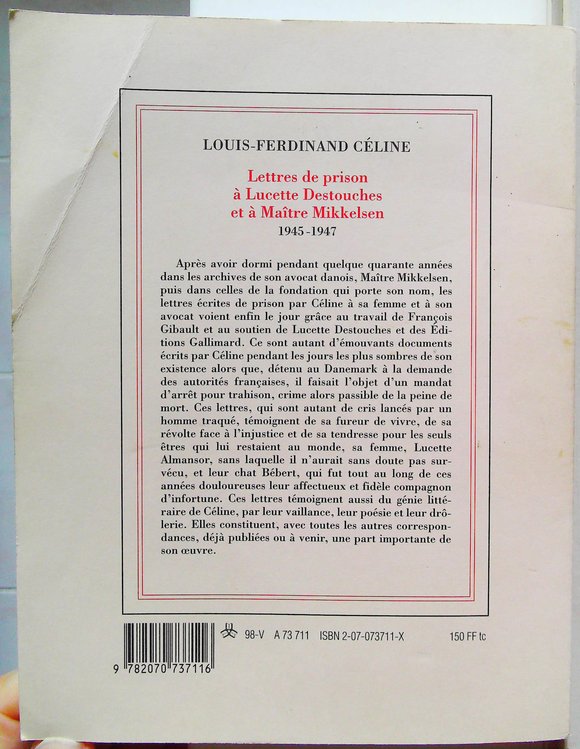 LOUIS-FERDINAND CÉLINE
Lettres de prison
à Lucette Destouches
et à Maître Mikkelsen
1945-1947
Après avoir dormi pendant quelque quarante années
dans les archives de son avocat danois, Maître Mikkelsen,
puis dans celles de la fondation qui porte son nom, les
lettres écrites de prison par Céline à sa femme et à son
avocat voient enfin le jour grâce au travail de François
Gibault et au soutien de Lucette Destouches et des Édi-
tions Gallimard. Ce sont autant d'émouvants documents
écrits par Céline pendant les jours les plus sombres de son
existence alors que, détenu au Danemark à la demande
des autorités françaises, il faisait l'objet d'un mandat
d'arrêt pour trahison, crime alors passible de la peine de
mort. Ces lettres, qui sont autant de cris lancés par un
homme traqué, témoignent de sa fureur de vivre, de sa
révolte face à l'injustice et de sa tendresse pour les seuls
êtres qui lui restaient au monde, sa femme, Lucette
Almansor, sans laquelle il n'aurait sans doute pas sur-
vécu, et leur chat Bébert, qui fut tout au long de ces
années douloureuses leur affectueux et fidèle compagnon
d'infortune. Ces lettres témoignent aussi du génie litté-
raire de Céline, par leur vaillance, leur poésie et leur drô-
lerie. Elles constituent, avec toutes les autres correspon-
dances, déjà publiées ou à venir, une part importante de
son œuvre.
98-V A 73 711 ISBN 2-07-073711-X 150 FF tc
9 782070 737116